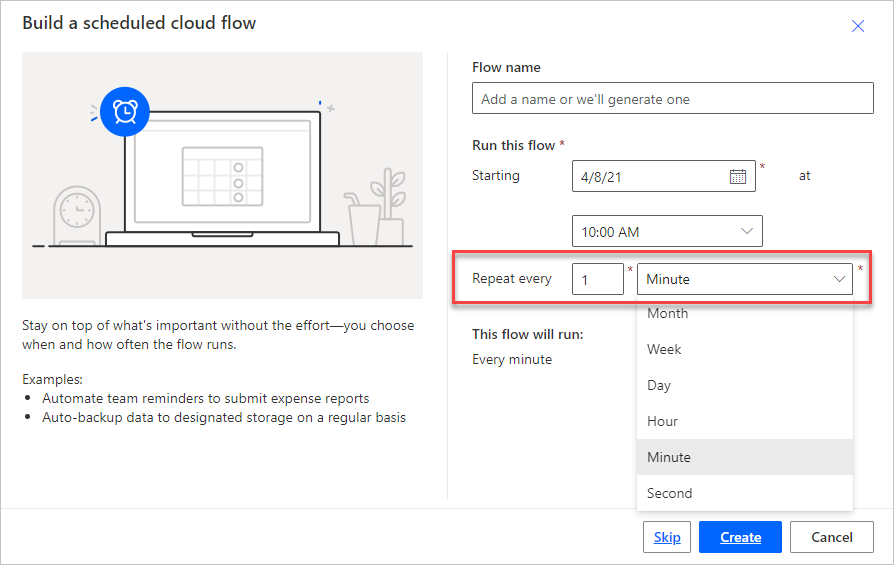 Build a scheduled cloud flow
Stay on top of what's important without the effort—you choose
when and how often the flow runs.
Examples:
• Automate team reminders to submit expense reports
• Auto-backup data to designated storage on a regular basis
Flow name
Add a name or we'll generate one
Run this flow *
Starting 4/8/21 * at
10:00 AM
Repeat every 1 * Minute *
This flow will run:
Every minute
Month
Week
Day
Hour
Minute
Second
Skip Create Cancel